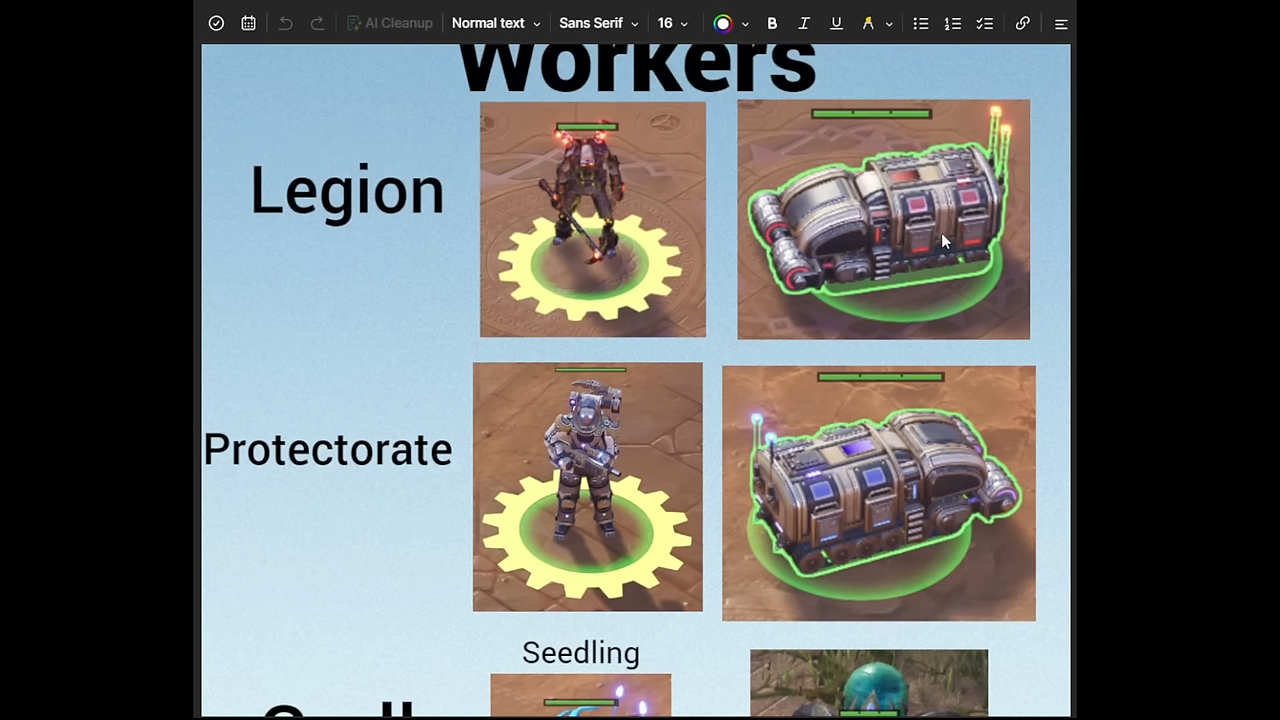 AI Cleanup Normal text Sans Serif 16 B I U A
Workers
Legion
Protectorate
Seedling